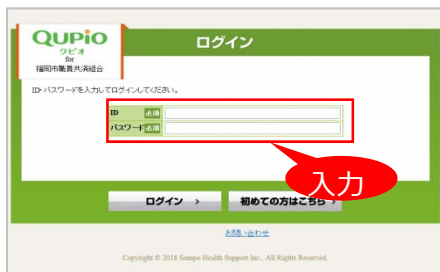 QUPiO
クピオ
for
福岡市職員共済組合
ログイン
ID・パスワードを入力してログインしてください。
ID 必須
パスワード 必須
入力
ログイン ›
初めての方はこちら ›
お問い合わせ
Copyright © 2018 Sompo Health Support Inc., All Rights Reserved.